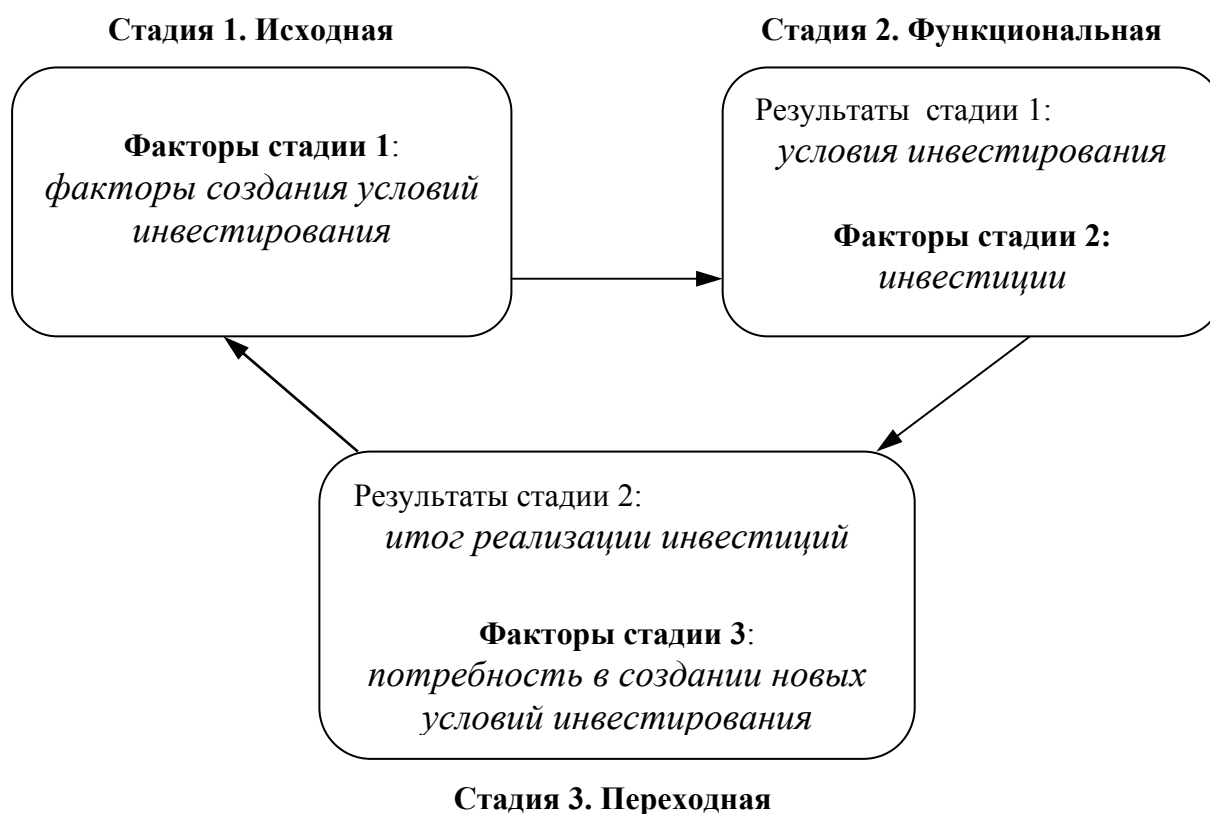 Стадия 1. Исходная
Факторы стадии 1:
факторы создания условий
инвестирования
Стадия 2. Функциональная
Результаты стадии 1:
условия инвестирования
Факторы стадии 2:
инвестиции
Результаты стадии 2:
итог реализации инвестиций
Факторы стадии 3:
потребность в создании новых
условий инвестирования
Стадия 3. Переходная